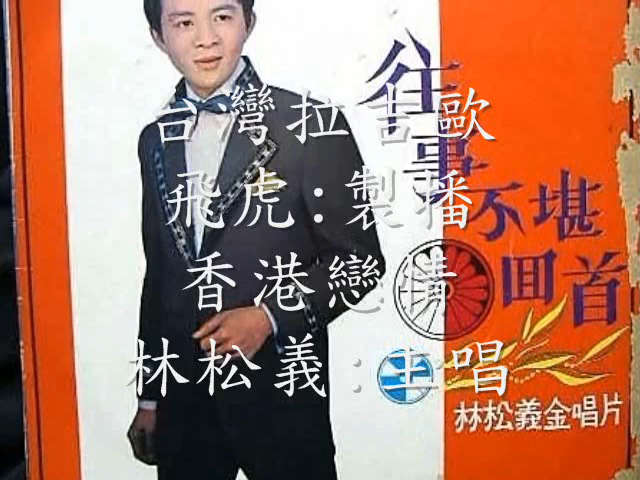 往事不堪回首
台灣拉吉歐
飛虎:製播
香港戀情
林松義:主唱
林松義金唱片